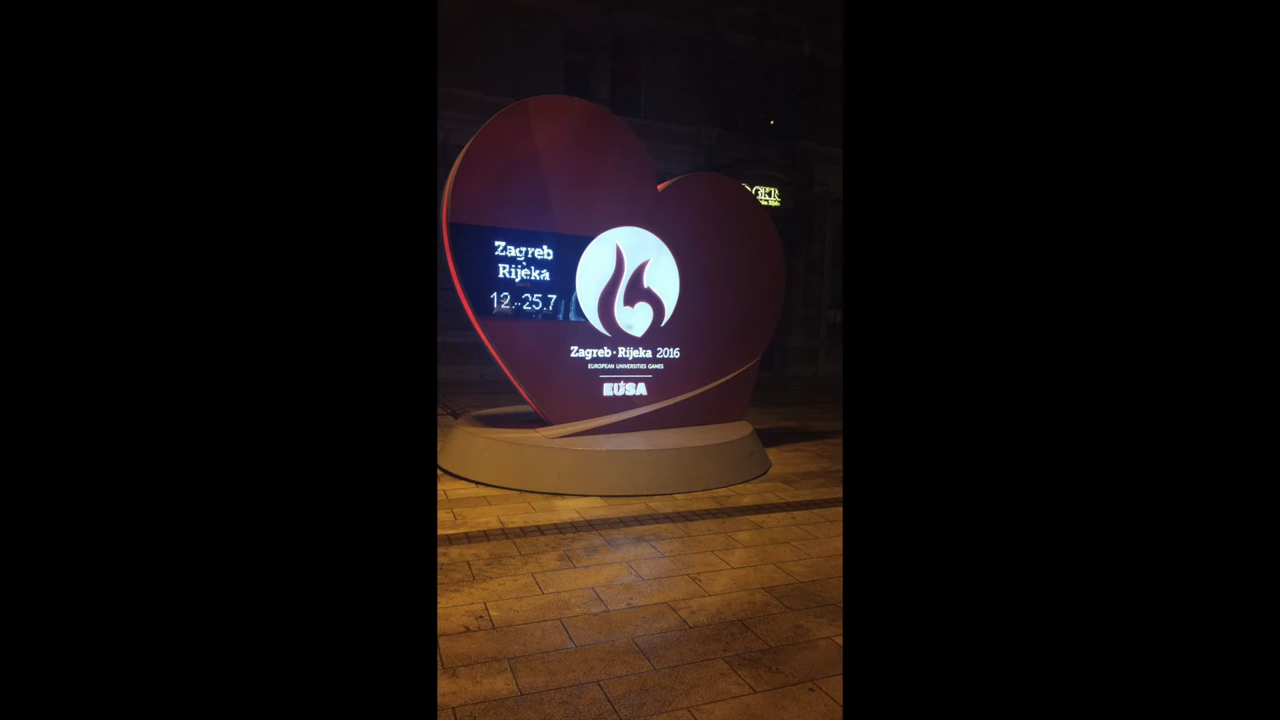 Zagreb
Rijeka
12.-25.7
Zagreb • Rijeka 2016
EUROPEAN UNIVERSITIES GAMES
EUSA